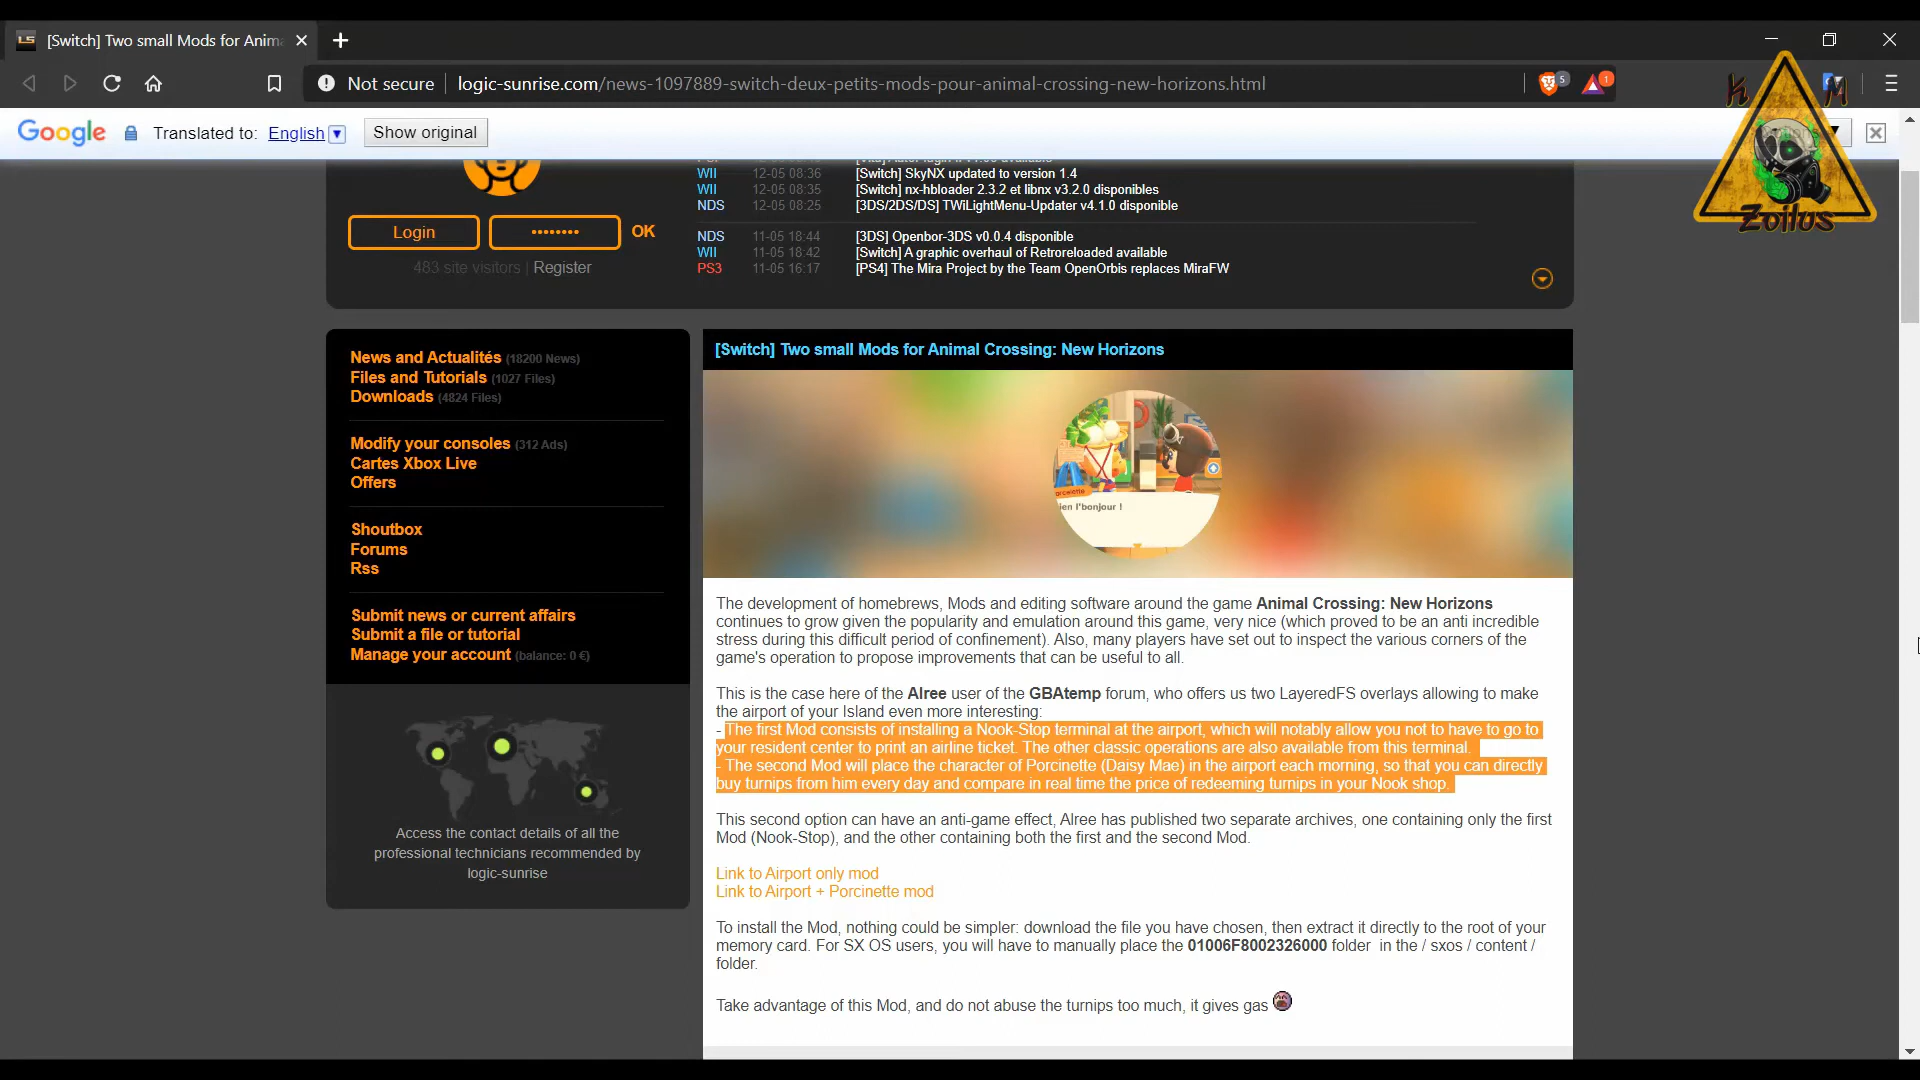 LS [Switch] Two small Mods for Anim
Not secure logic-sunrise.com/news-1097889-switch-deux-petits-mods-pour-animal-crossing-new-horizons.html
5
1
K M
Google Translated to: English Show original
Zoilus
WII 12-05 08:36 [Switch] SkyNX updated to version 1.4
WII 12-05 08:35 [Switch] nx-hbloader 2.3.2 et libnx v3.2.0 disponibles
NDS 12-05 08:25 [3DS/2DS/DS] TWiLightMenu-Updater v4.1.0 disponible
Login •••••••• OK
483 site visitors | Register
NDS 11-05 18:44 [3DS] Openbor-3DS v0.0.4 disponible
WII 11-05 18:42 [Switch] A graphic overhaul of Retroreloaded available
PS3 11-05 16:17 [PS4] The Mira Project by the Team OpenOrbis replaces MiraFW
News and Actualités (18200 News)
Files and Tutorials (1027 Files)
Downloads (4824 Files)
Modify your consoles (312 Ads)
Cartes Xbox Live
Offers
Shoutbox
Forums
Rss
Submit news or current affairs
Submit a file or tutorial
Manage your account (balance: 0 €)
Access the contact details of all the
professional technicians recommended by
logic-sunrise
[Switch] Two small Mods for Animal Crossing: New Horizons
orcinette
ien l'bonjour !
The development of homebrews, Mods and editing software around the game Animal Crossing: New Horizons
continues to grow given the popularity and emulation around this game, very nice (which proved to be an anti incredible
stress during this difficult period of confinement). Also, many players have set out to inspect the various corners of the
game's operation to propose improvements that can be useful to all.
This is the case here of the Alree user of the GBAtemp forum, who offers us two LayeredFS overlays allowing to make
the airport of your Island even more interesting:
- The first Mod consists of installing a Nook-Stop terminal at the airport, which will notably allow you not to have to go to
your resident center to print an airline ticket. The other classic operations are also available from this terminal.
- The second Mod will place the character of Porcinette (Daisy Mae) in the airport each morning, so that you can directly
buy turnips from him every day and compare in real time the price of redeeming turnips in your Nook shop.
This second option can have an anti-game effect, Alree has published two separate archives, one containing only the first
Mod (Nook-Stop), and the other containing both the first and the second Mod.
Link to Airport only mod
Link to Airport + Porcinette mod
To install the Mod, nothing could be simpler: download the file you have chosen, then extract it directly to the root of your
memory card. For SX OS users, you will have to manually place the 01006F8002326000 folder in the / sxos / content /
folder.
Take advantage of this Mod, and do not abuse the turnips too much, it gives gas